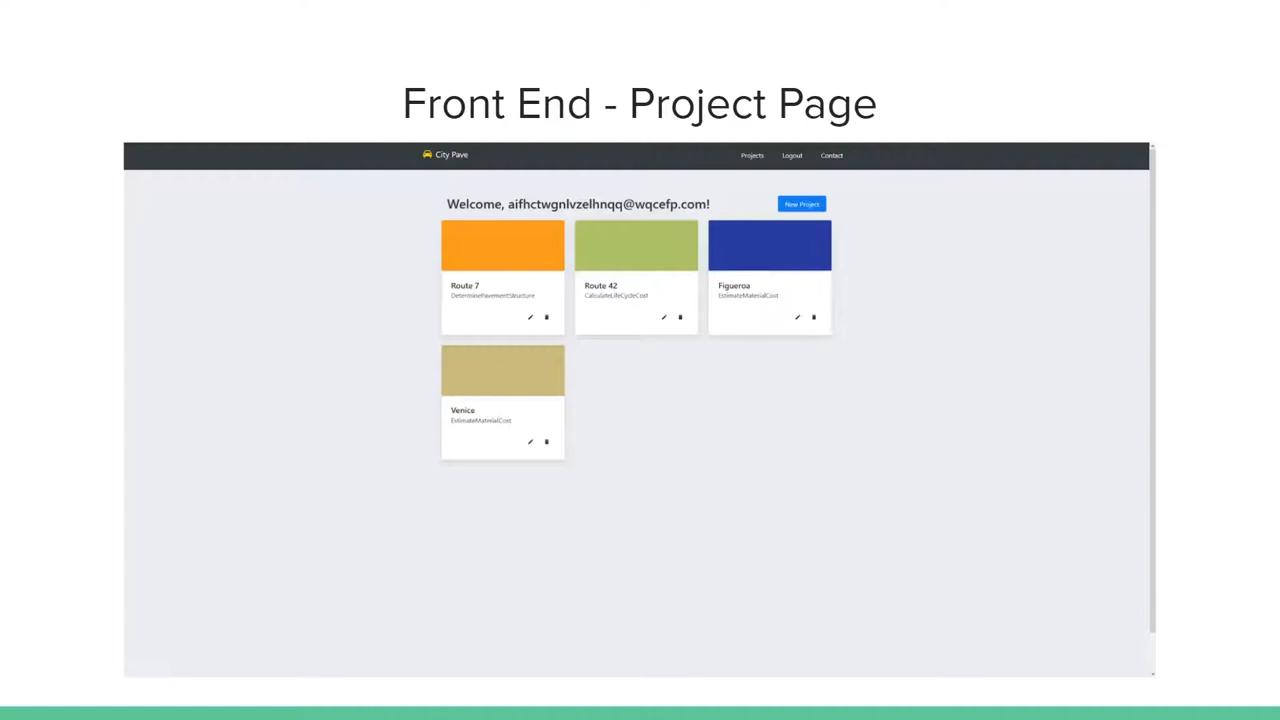 Front End - Project Page
City Pave
Projects Logout Contact
Welcome, aifhctwgnlvzelhnqq@wqcefp.com!
New Project
Route 7
DeterminePavementStructure
Route 42
CalculateLifeCycleCost
Figueroa
EstimateMaterialCost
Venice
EstimateMaterialCost